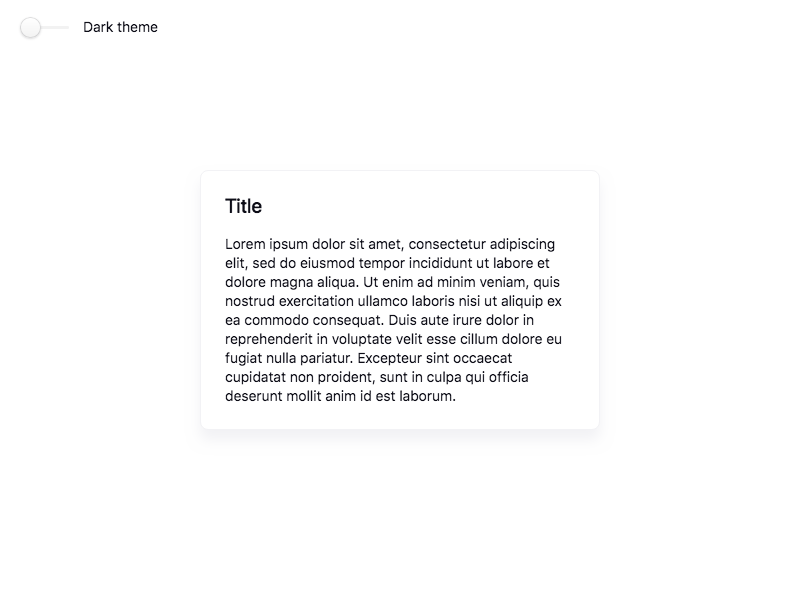 Dark theme
Title
Lorem ipsum dolor sit amet, consectetur adipiscing
elit, sed do eiusmod tempor incididunt ut labore et
dolore magna aliqua. Ut enim ad minim veniam, quis
nostrud exercitation ullamco laboris nisi ut aliquip ex
ea commodo consequat. Duis aute irure dolor in
reprehenderit in voluptate velit esse cillum dolore eu
fugiat nulla pariatur. Excepteur sint occaecat
cupidatat non proident, sunt in culpa qui officia
deserunt mollit anim id est laborum.